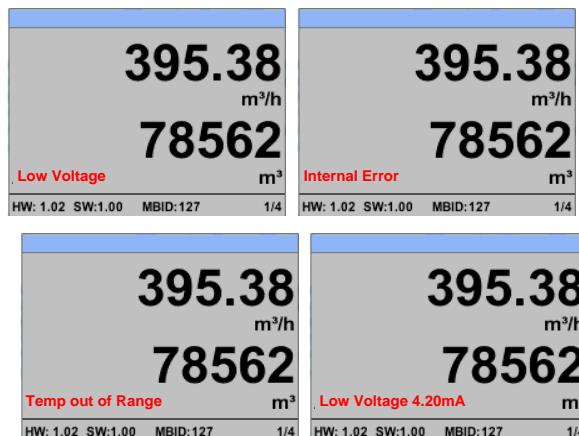 395.38
m³/h
78562
Low Voltage
m³
HW: 1.02 SW:1.00 MBID:127 1/4
395.38
m³/h
78562
Internal Error
m³
HW: 1.02 SW:1.00 MBID:127 1/4
395.38
m³/h
78562
Temp out of Range
m³
HW: 1.02 SW:1.00 MBID:127 1/4
395.38
m³/h
78562
Low Voltage 4.20mA
m
HW: 1.02 SW:1.00 MBID:127 1/4